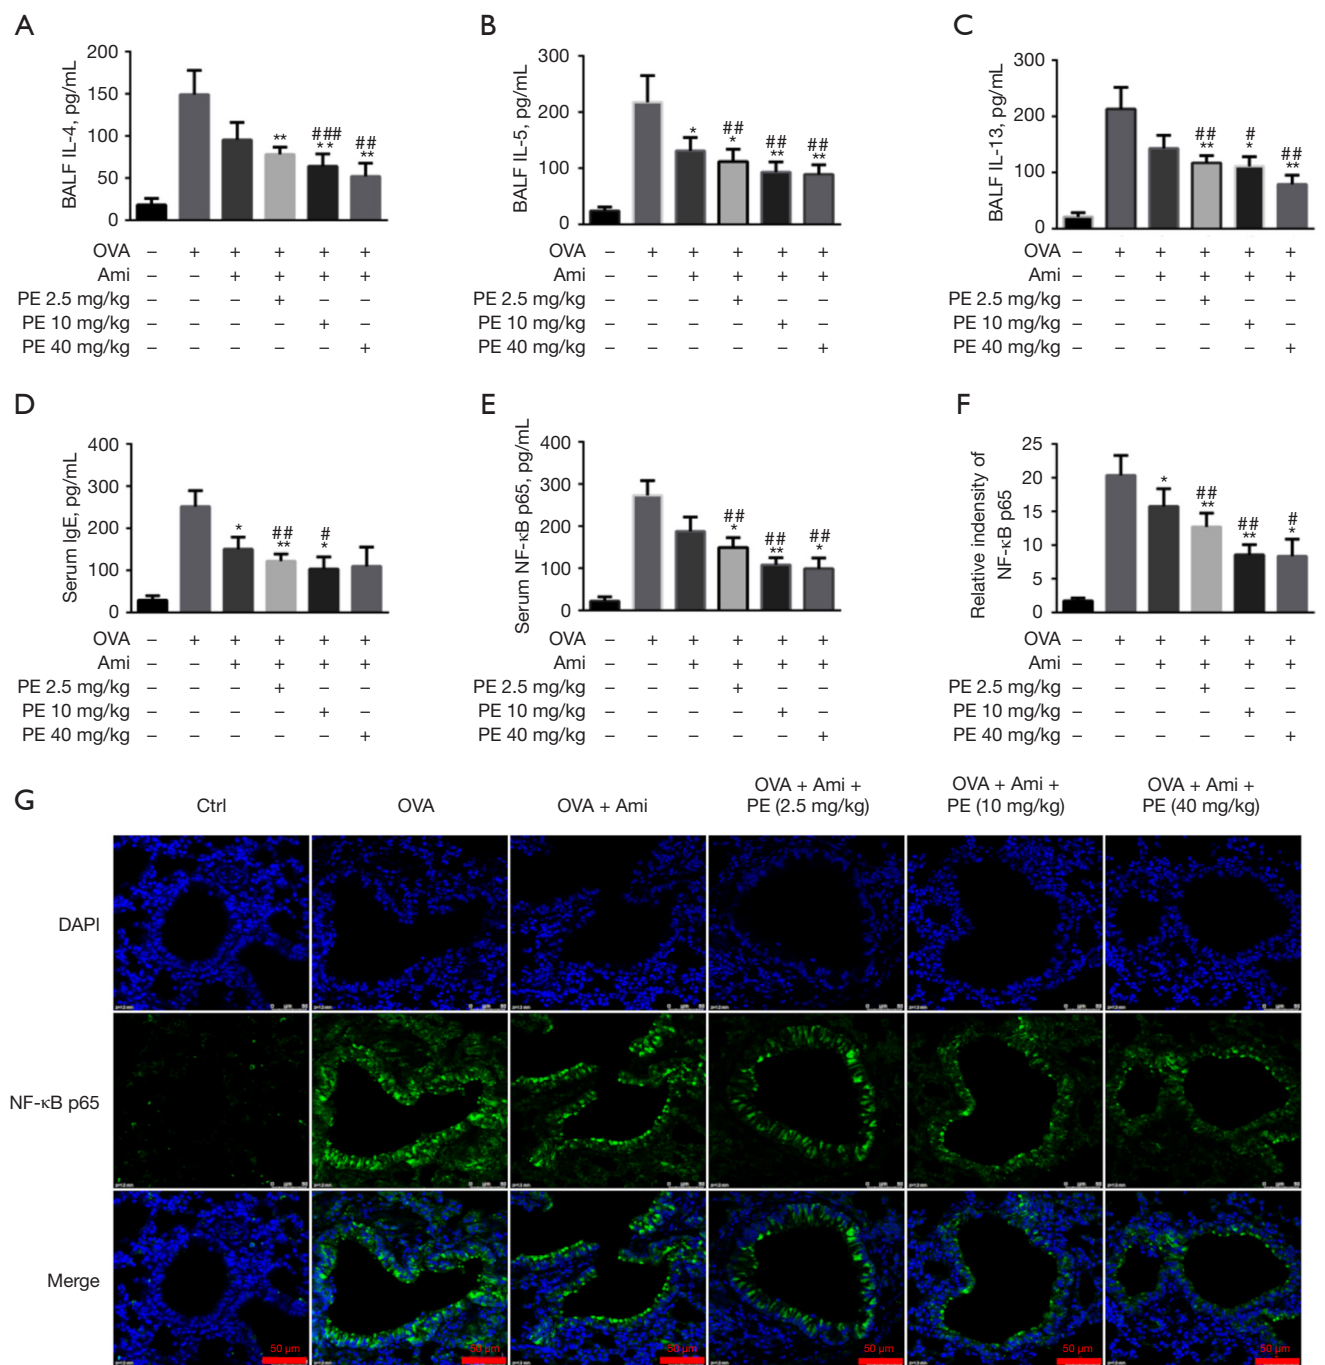 A
BALF IL-4, pg/mL
200
150
100
50
0
**
###
**
##
**
OVA – + + + + +
Ami – – + + + +
PE 2.5 mg/kg – – – + – –
PE 10 mg/kg – – – – + –
PE 40 mg/kg – – – – – +
B
BALF IL-5, pg/mL
300
200
100
0
*
##
*
##
**
##
**
OVA – + + + + +
Ami – – + + + +
PE 2.5 mg/kg – – – + – –
PE 10 mg/kg – – – – + –
PE 40 mg/kg – – – – – +
C
BALF IL-13, pg/mL
300
200
100
0
##
**
#
*
##
**
OVA – + + + + +
Ami – – + + + +
PE 2.5 mg/kg – – – + – –
PE 10 mg/kg – – – – + –
PE 40 mg/kg – – – – – +
D
Serum IgE, pg/mL
400
300
200
100
0
*
##
**
#
*
OVA – + + + + +
Ami – – + + + +
PE 2.5 mg/kg – – – + – –
PE 10 mg/kg – – – – + –
PE 40 mg/kg – – – – – +
E
Serum NF-κB p65, pg/mL
400
300
200
100
0
##
*
##
**
##
*
OVA – + + + + +
Ami – – + + + +
PE 2.5 mg/kg – – – + – –
PE 10 mg/kg – – – – + –
PE 40 mg/kg – – – – – +
F
Relative indensity of
NF-κB p65
25
20
15
10
5
0
*
##
**
##
**
#
*
OVA – + + + + +
Ami – – + + + +
PE 2.5 mg/kg – – – + – –
PE 10 mg/kg – – – – + –
PE 40 mg/kg – – – – – +
G
Ctrl
OVA
OVA + Ami
OVA + Ami +
PE (2.5 mg/kg)
OVA + Ami +
PE (10 mg/kg)
OVA + Ami +
PE (40 mg/kg)
DAPI
NF-κB p65
Merge
50 µm
50 µm
50 µm
50 µm
50 µm
50 µm